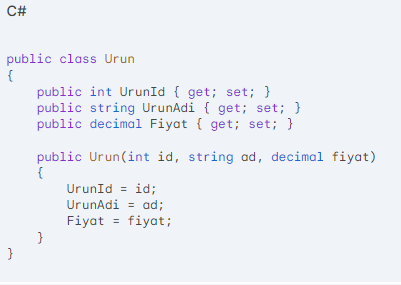 C#
public class Urun
{
    public int UrunId { get; set; }
    public string UrunAdi { get; set; }
    public decimal Fiyat { get; set; }
    public Urun(int id, string ad, decimal fiyat)
    {
        UrunId = id;
        UrunAdi = ad;
        Fiyat = fiyat;
    }
}